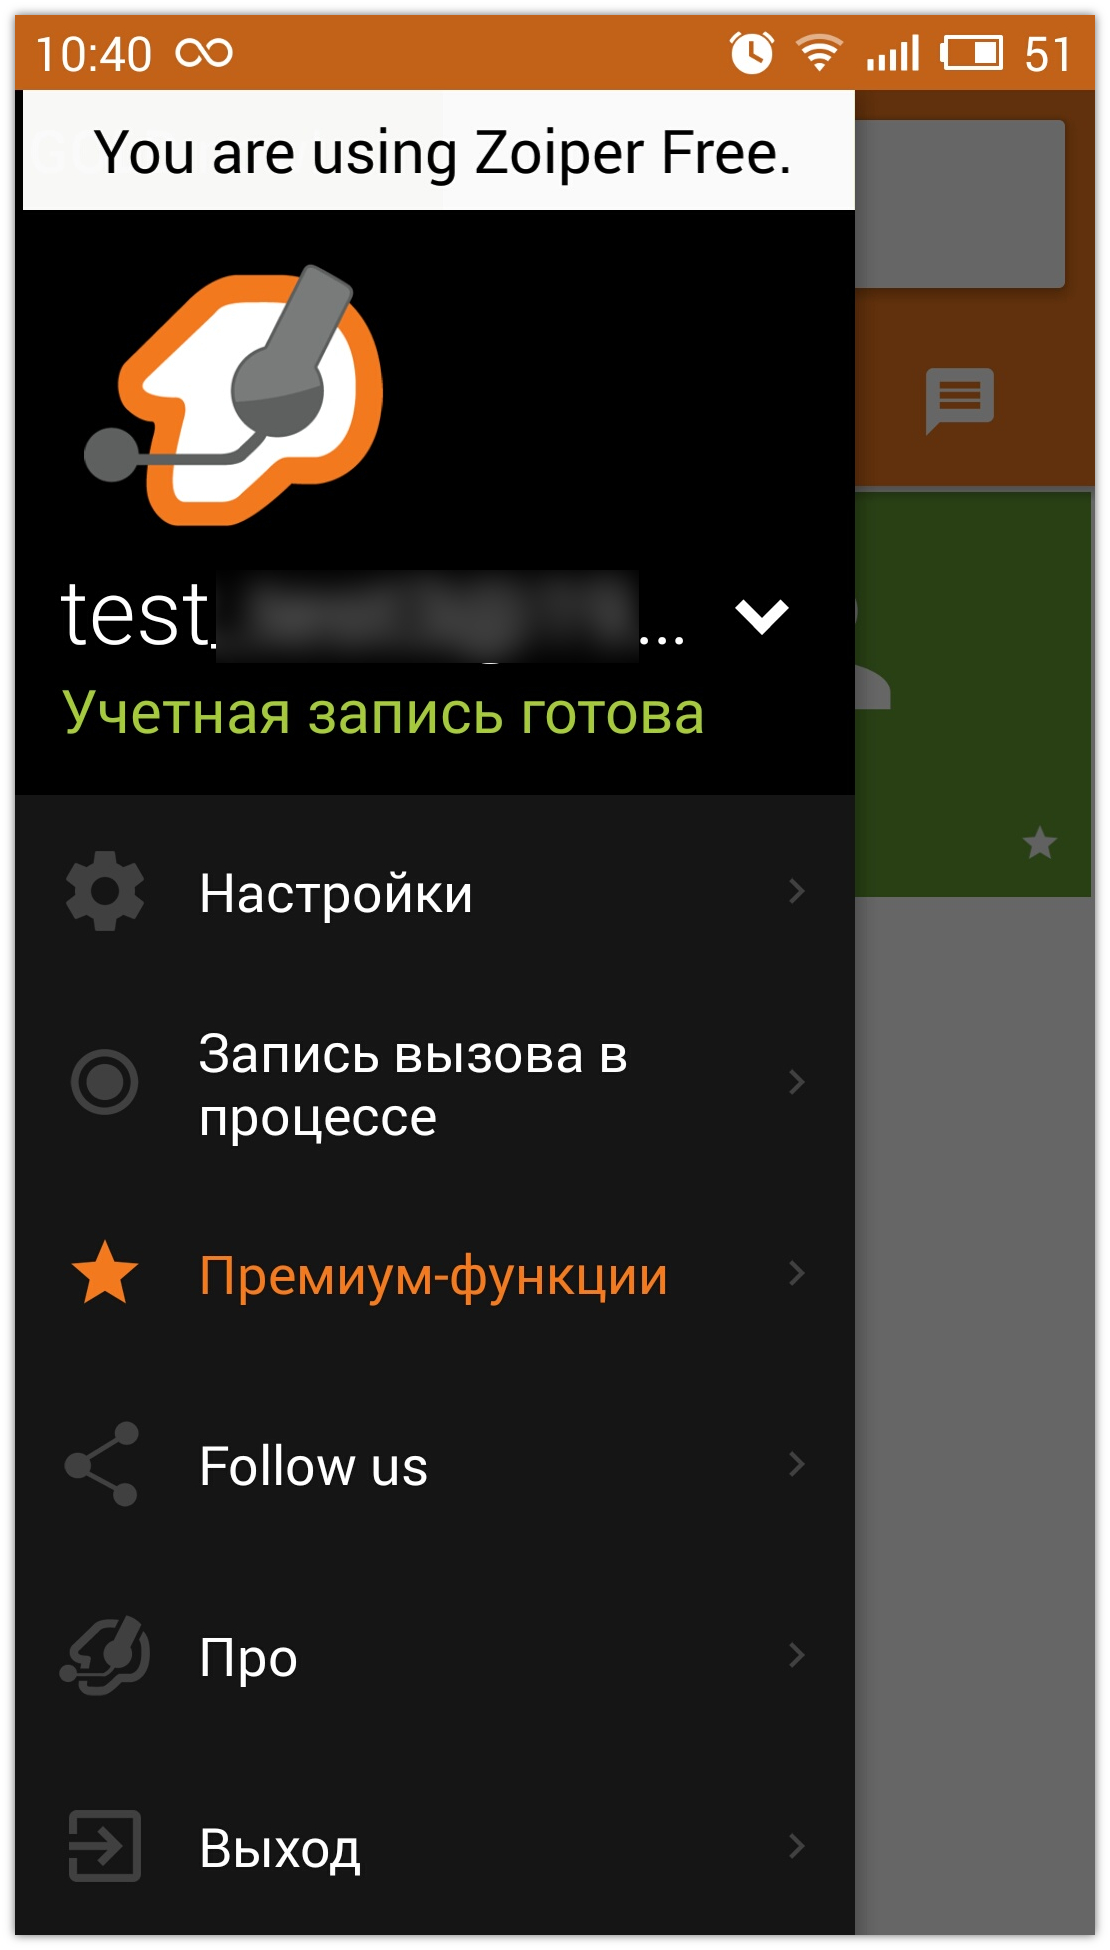 10:40 51
You are using Zoiper Free.
test_ ...
Учетная запись готова
Настройки
Запись вызова в
процессе
Премиум-функции
Follow us
Про
Выход